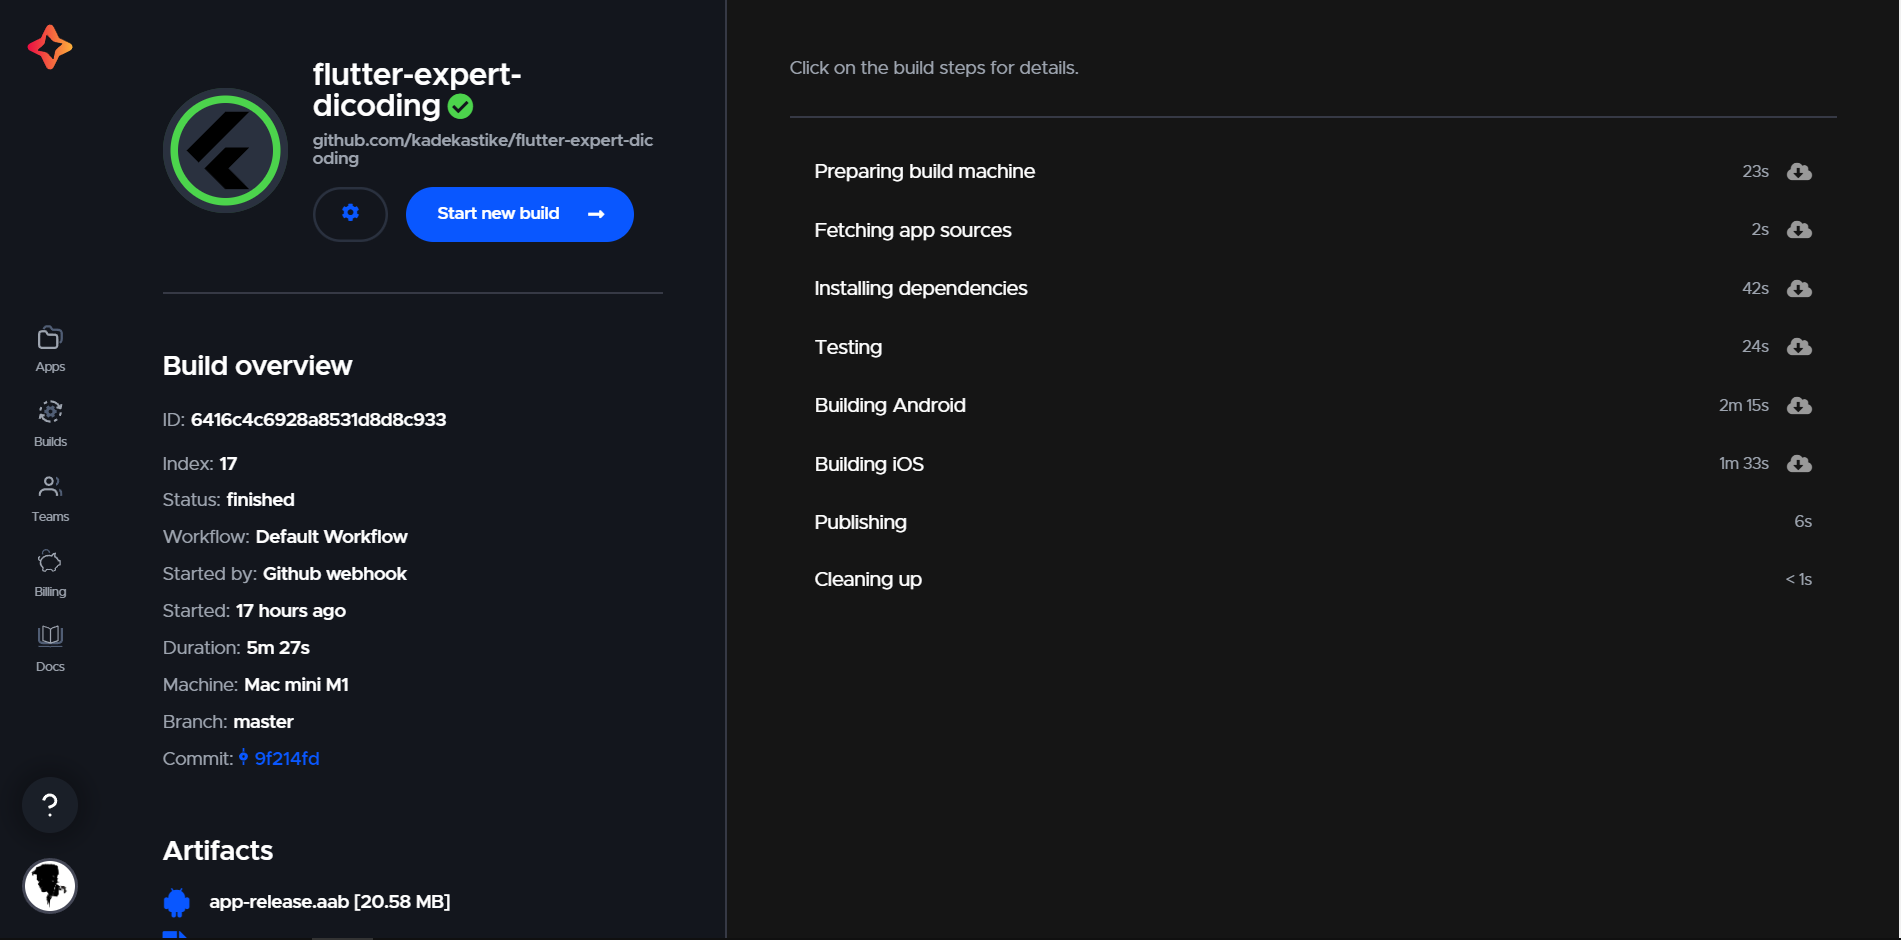 flutter-expert-
dicoding
github.com/kadekastike/flutter-expert-dic
oding
Start new build
Apps
Builds
Teams
Billing
Docs
?
Build overview
ID: 6416c4c6928a8531d8d8c933
Index: 17
Status: finished
Workflow: Default Workflow
Started by: Github webhook
Started: 17 hours ago
Duration: 5m 27s
Machine: Mac mini M1
Branch: master
Commit: 9f214fd
Artifacts
app-release.aab [20.58 MB]
Click on the build steps for details.
Preparing build machine 23s
Fetching app sources 2s
Installing dependencies 42s
Testing 24s
Building Android 2m 15s
Building iOS 1m 33s
Publishing 6s
Cleaning up < 1s